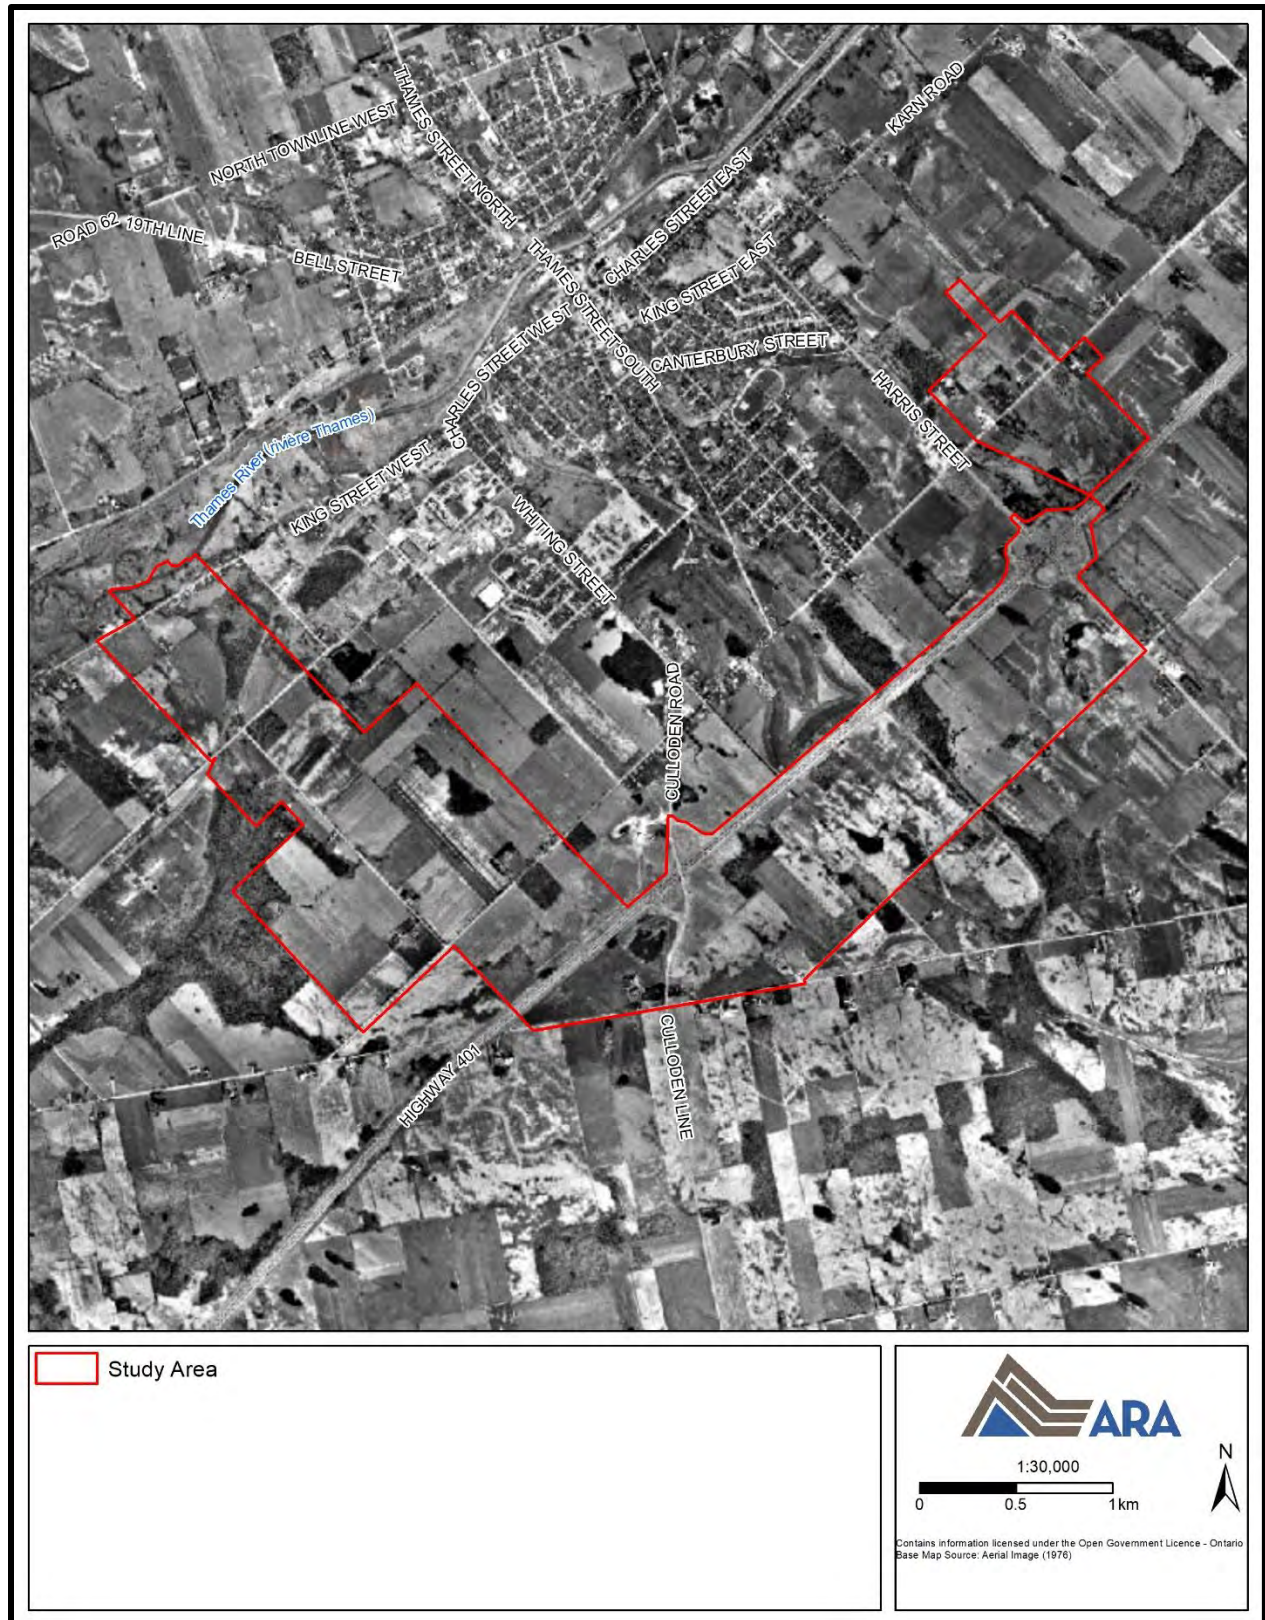 THAMES STREET NORTH
KARN ROAD
NORTH TOWNLINE WEST
CHARLES STREET EAST
ROAD 62
19TH LINE
BELL STREET
THAMES STREET SOUTH
KING STREET EAST
CANTERBURY STREET
CHARLES STREET WEST
HARRIS STREET
Thames River (rivière Thames)
KING STREET WEST
WHITING STREET
CULLODEN ROAD
HIGHWAY 401
CULLODEN LINE
Study Area
ARA
1:30,000
N
0 0.5 1km
Contains information licensed under the Open Government Licence - Ontario
Base Map Source: Aerial Image (1976)